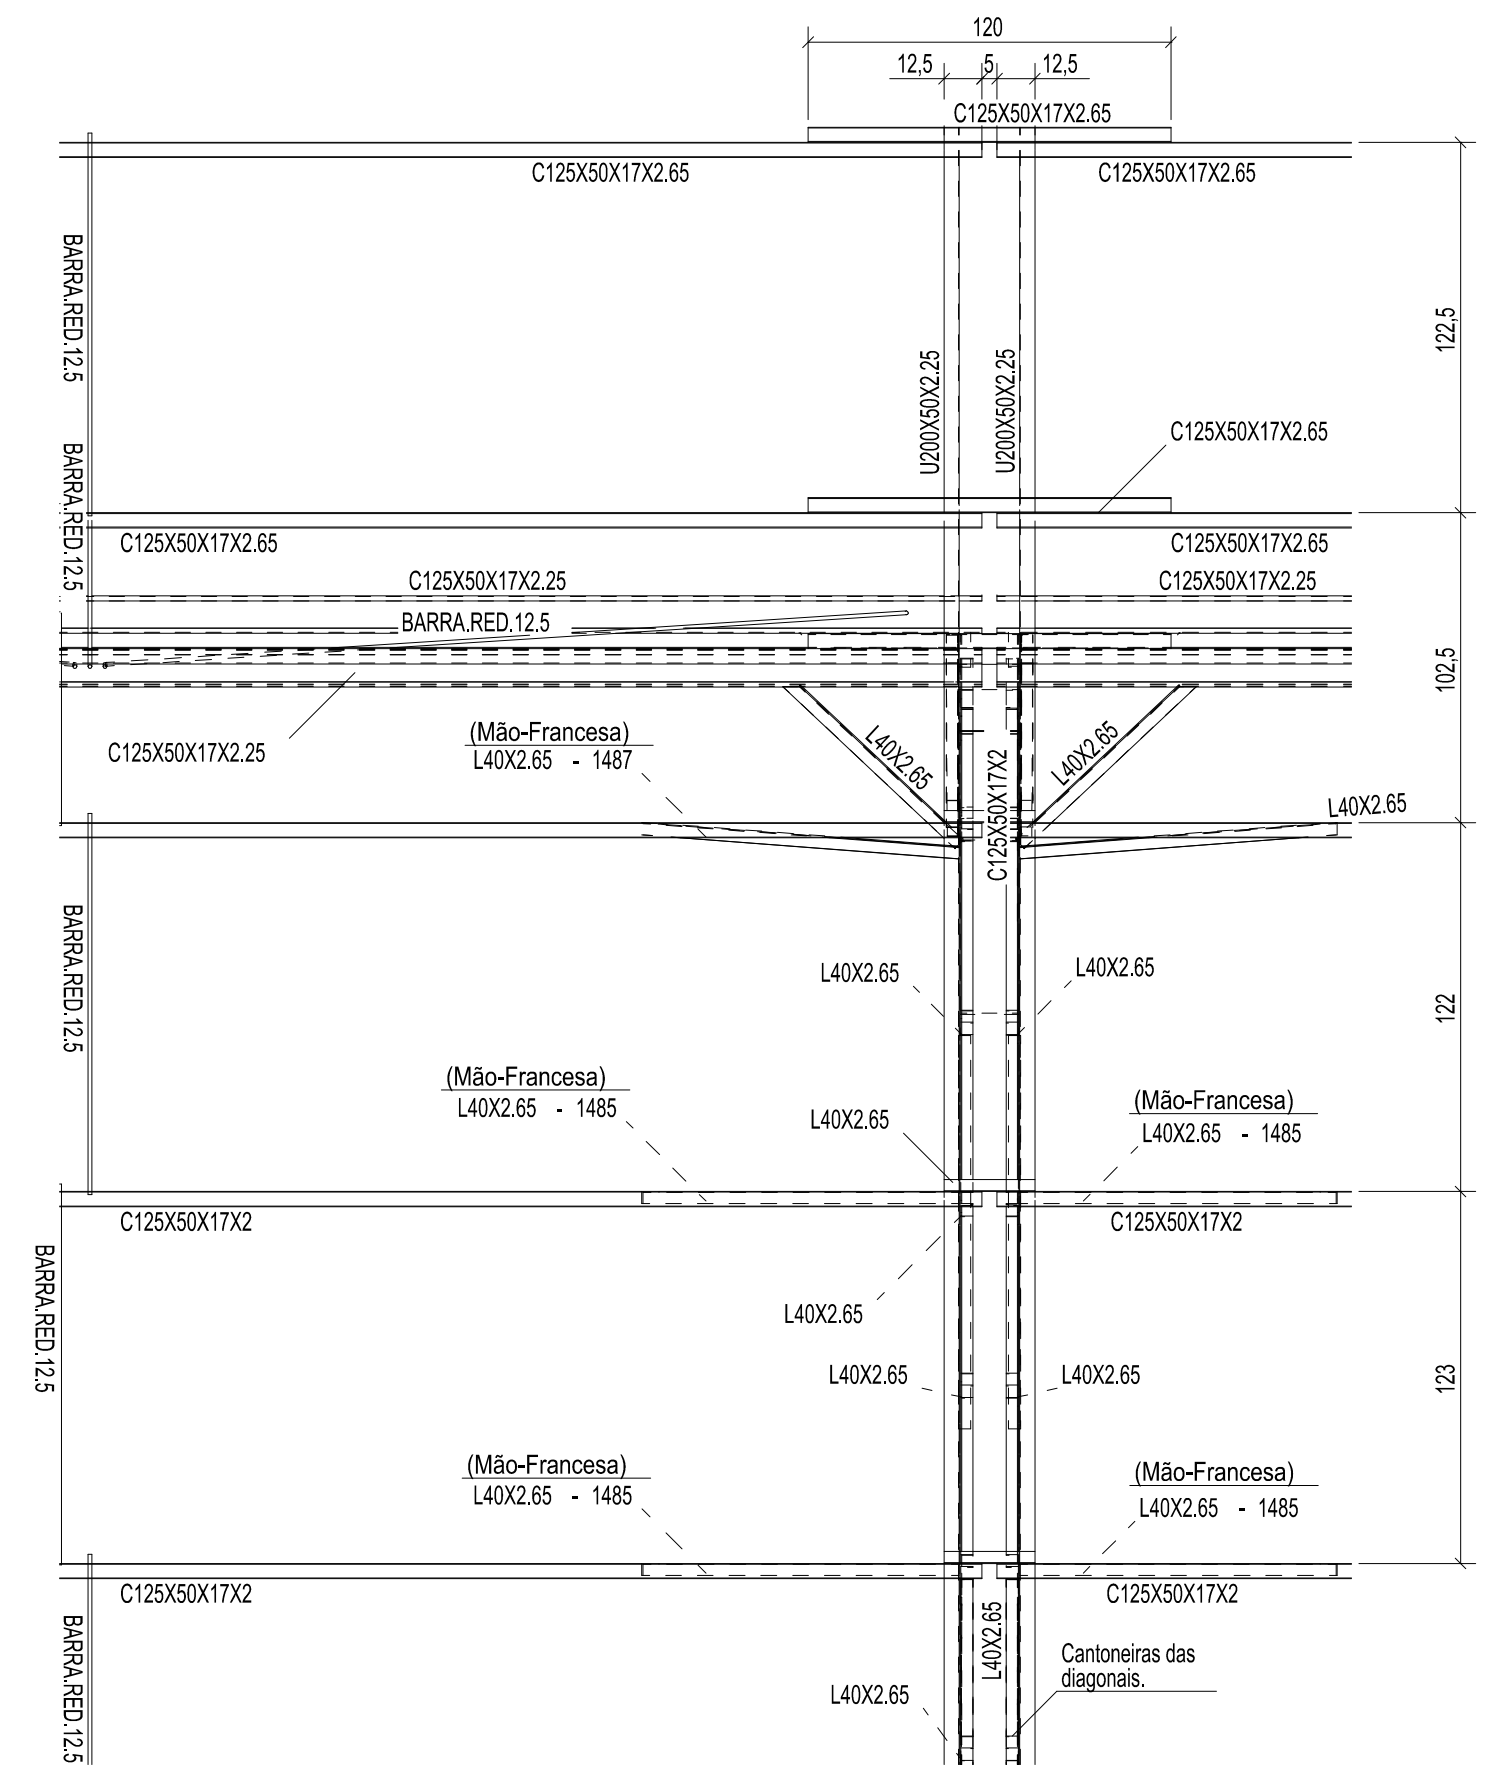 120
12,5
5
12,5
C125X50X17X2.65
C125X50X17X2.65
C125X50X17X2.65
BARRA.RED.12.5
122,5
U200X50X2.25
U200X50X2.25
C125X50X17X2.65
BARRA.RED.12.5
C125X50X17X2.65
C125X50X17X2.65
C125X50X17X2.25
C125X50X17X2.25
BARRA.RED.12.5
102,5
(Mão-Francesa)
L40X2.65 - 1487
C125X50X17X2.25
L40X2.65
L40X2.65
C125X50X17X2
L40X2.65
BARRA.RED.12.5
L40X2.65
L40X2.65
122
(Mão-Francesa)
L40X2.65 - 1485
L40X2.65
(Mão-Francesa)
L40X2.65 - 1485
C125X50X17X2
C125X50X17X2
BARRA.RED.12.5
L40X2.65
L40X2.65
L40X2.65
123
(Mão-Francesa)
L40X2.65 - 1485
(Mão-Francesa)
L40X2.65 - 1485
C125X50X17X2
C125X50X17X2
BARRA.RED.12.5
L40X2.65
Cantoneiras das
diagonais.
L40X2.65